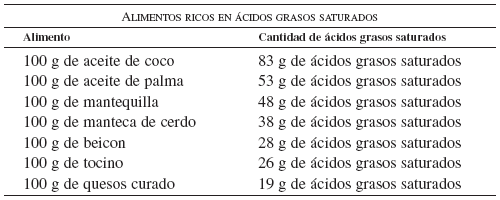 ALIMENTOS RICOS EN ÁCIDOS GRASOS SATURADOS
Alimento Cantidad de ácidos grasos saturados
100 g de aceite de coco 83 g de ácidos grasos saturados
100 g de aceite de palma 53 g de ácidos grasos saturados
100 g de mantequilla 48 g de ácidos grasos saturados
100 g de manteca de cerdo 38 g de ácidos grasos saturados
100 g de beicon 28 g de ácidos grasos saturados
100 g de tocino 26 g de ácidos grasos saturados
100 g de quesos curado 19 g de ácidos grasos saturados